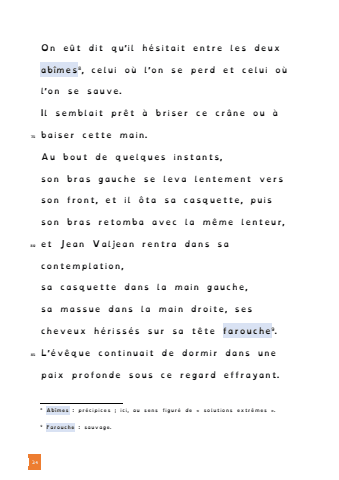 On eût dit qu'il hésitait entre les deux
abîmes*, celui où l'on se perd et celui où
l'on se sauve.
Il semblait prêt à briser ce crâne ou à
75 baiser cette main.
Au bout de quelques instants,
son bras gauche se leva lentement vers
son front, et il ôta sa casquette, puis
son bras retomba avec la même lenteur,
80 et Jean Valjean rentra dans sa
contemplation,
sa casquette dans la main gauche,
sa massue dans la main droite, ses
cheveux hérissés sur sa tête farouche*.
85 L'évêque continuait de dormir dans une
paix profonde sous ce regard effrayant.
* Abîmes : précipices ; ici, au sens figuré de « solutions extrêmes ».
* Farouche : sauvage.
24